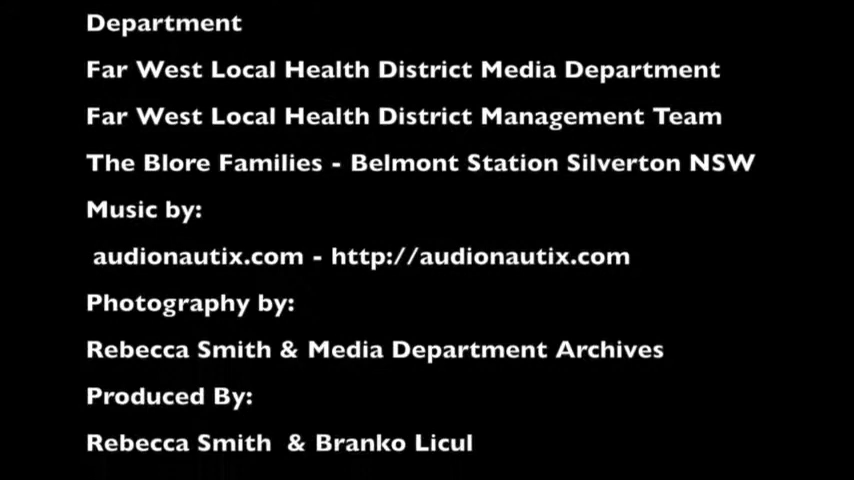 Department
Far West Local Health District Media Department
Far West Local Health District Management Team
The Blore Families - Belmont Station Silverton NSW
Music by:
audionautix.com - http://audionautix.com
Photography by:
Rebecca Smith & Media Department Archives
Produced By:
Rebecca Smith  & Branko Licul